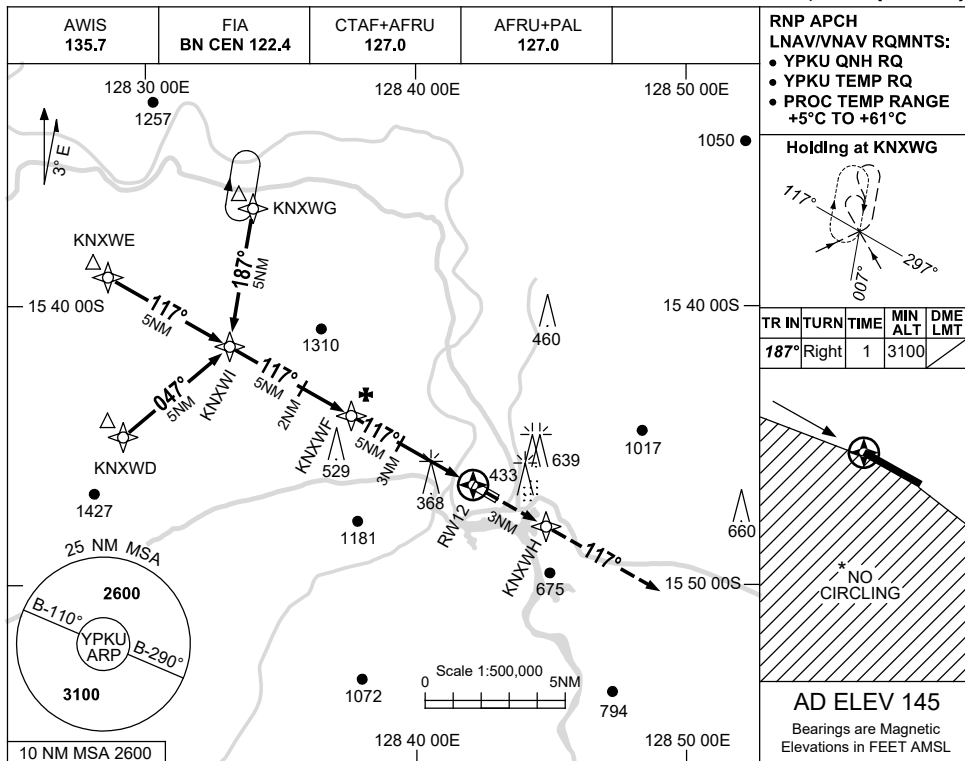 AWIS
135.7
FIA
BN CEN 122.4
CTAF+AFRU
127.0
AFRU+PAL
127.0
RNP APCH
LNAV/VNAV RQMNTS:
• YPKU QNH RQ
• YPKU TEMP RQ
• PROC TEMP RANGE
+5°C TO +61°C
128 30 00E
128 40 00E
128 50 00E
1257
1050
3° E
KNXWG
KNXWE
187°
5NM
117°
5NM
15 40 00S
15 40 00S
1310
460
KNXWI
117°
5NM
2NM
047°
5NM
KNXWD
KNXWF
117°
5NM
3NM
529
368
433
639
1017
RW12
3NM
KNXWH
117°
660
1427
1181
675
15 50 00S
25 NM MSA
2600
B-110°
YPKU
ARP
B-290°
3100
10 NM MSA 2600
1072
Scale 1:500,000
0
5NM
794
128 40 00E
128 50 00E
Holding at KNXWG
117°
297°
007°
TR IN
TURN
TIME
MIN
ALT
DME
LMT
187°
Right
1
3100
* NO
CIRCLING
AD ELEV 145
Bearings are Magnetic
Elevations in FEET AMSL